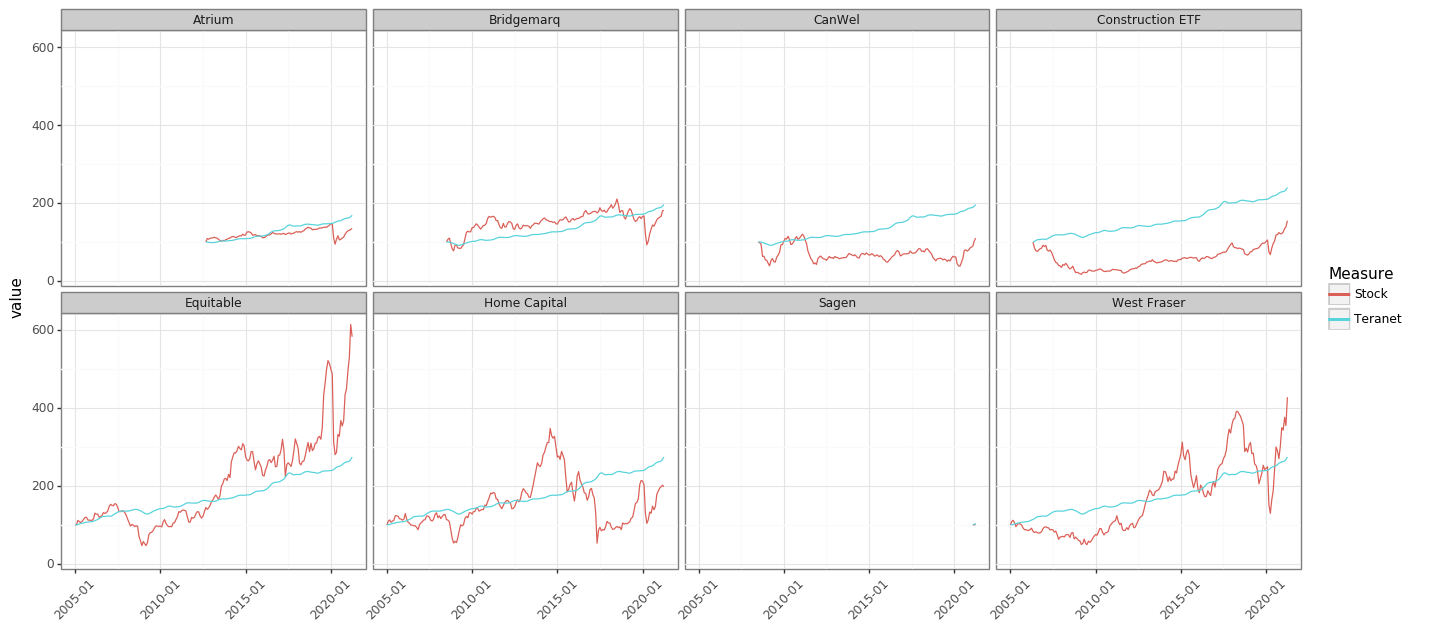 Atrium
Bridgemarq
CanWel
Construction ETF
600
400
200
0
value
Equitable
Home Capital
Sagen
West Fraser
600
400
200
0
2005-01
2010-01
2015-01
2020-01
2005-01
2010-01
2015-01
2020-01
2005-01
2010-01
2015-01
2020-01
2005-01
2010-01
2015-01
2020-01
Measure
Stock
Teranet